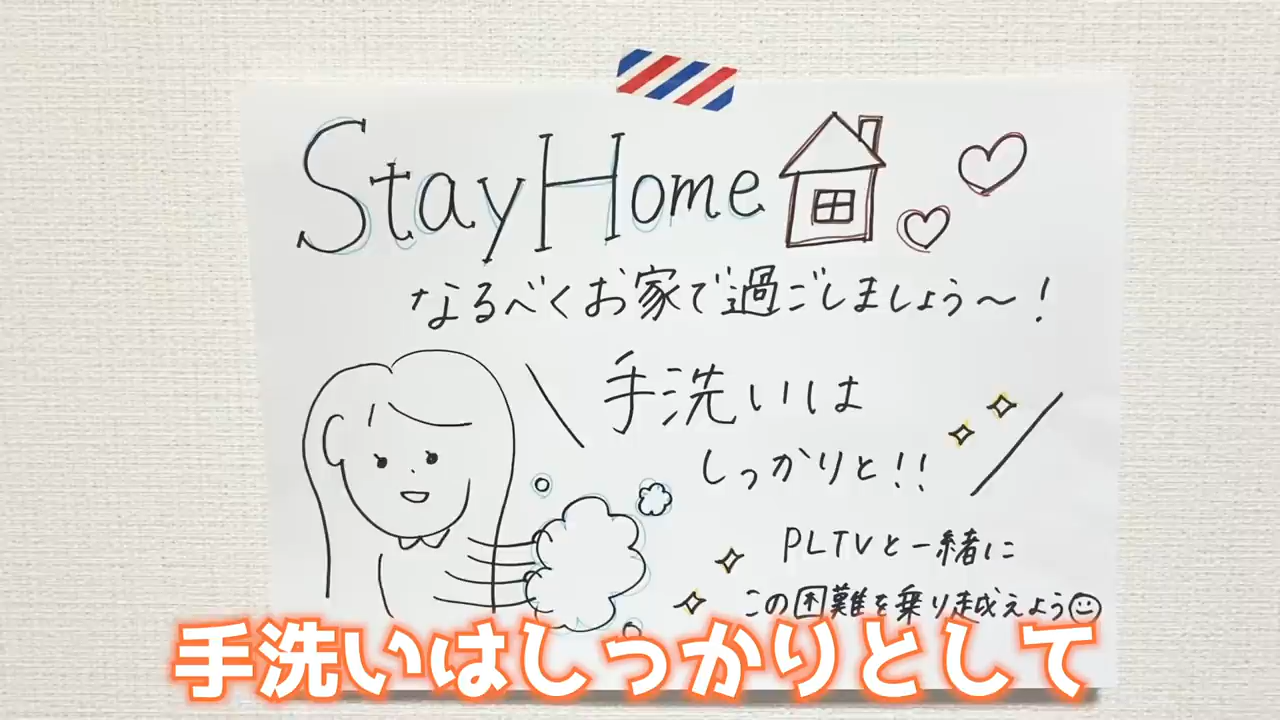 StayHome
なるべくお家で過ごしましょう〜！
手洗いは
しっかりと!!
PLTVと一緒に
この困難を乗り越えよう
手洗いはしっかりとして